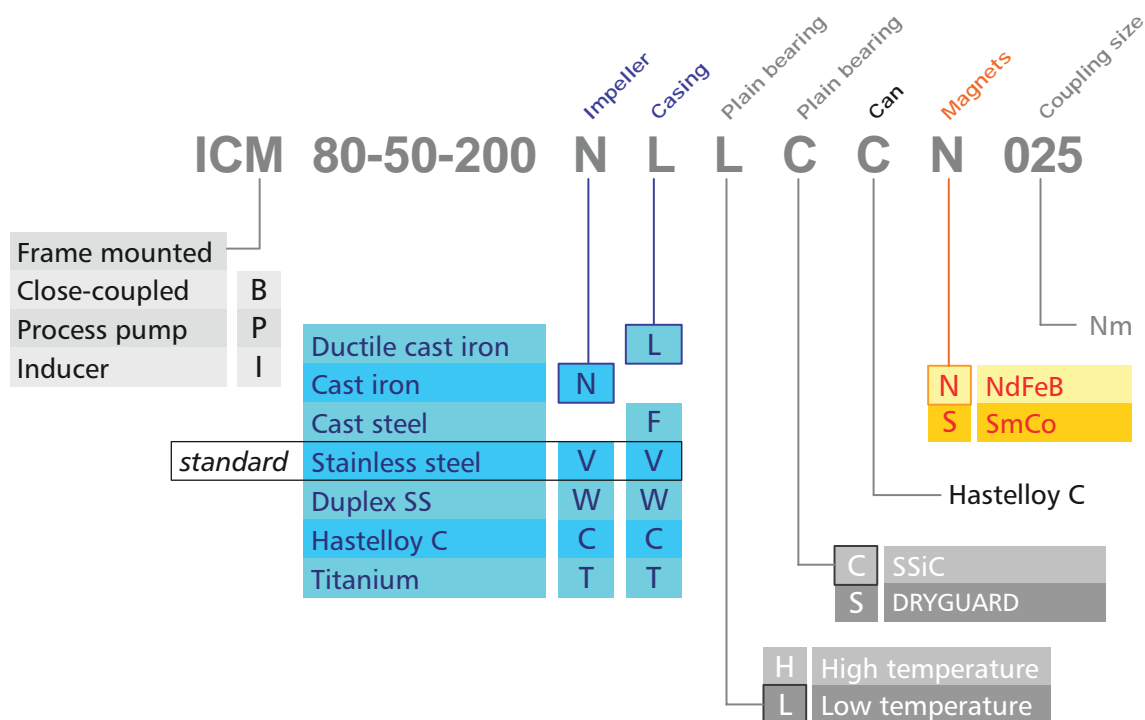 Impeller
Casing
Plain bearing
Plain bearing
Can
Magnets
Coupling size
ICM 80-50-200 N L L C C N 025
Frame mounted
Close-coupled B
Process pump P
Inducer I
Nm
Ductile cast iron L
Cast iron N
Cast steel F
standard Stainless steel V V
Duplex SS W W
Hastelloy C C C
Titanium T T
N NdFeB
S SmCo
Hastelloy C
C SSiC
S DRYGUARD
H High temperature
L Low temperature